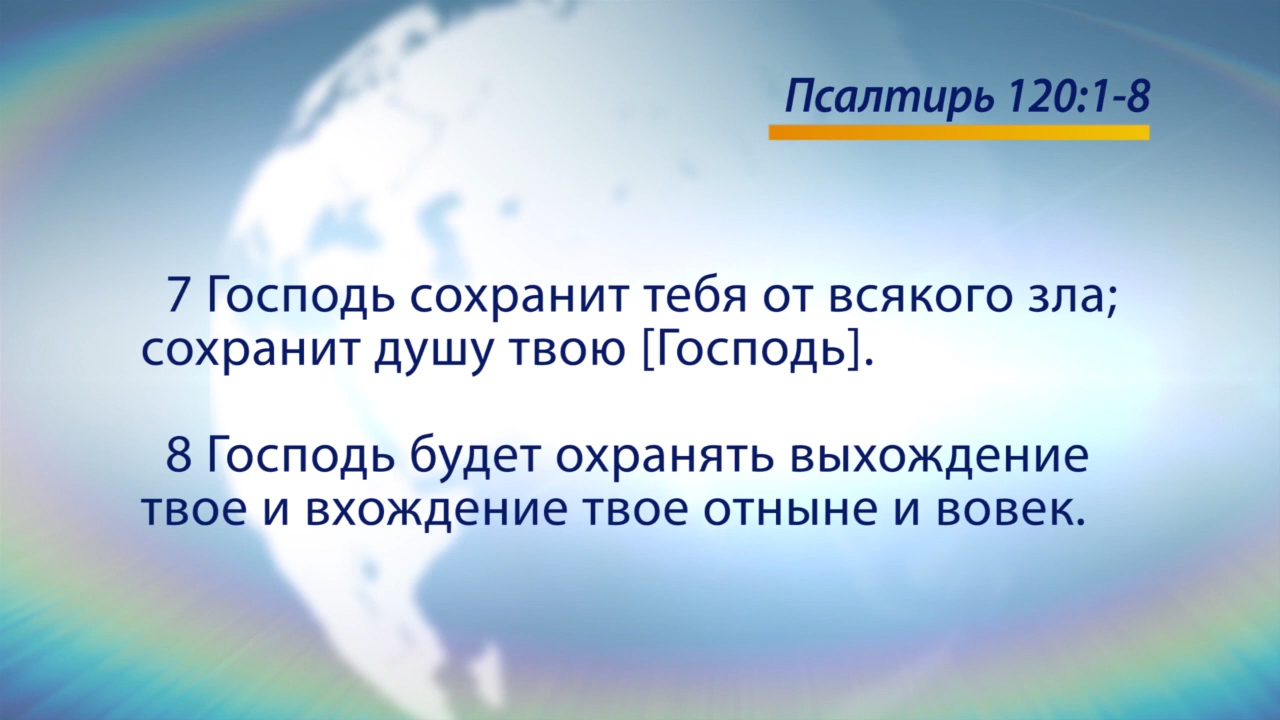 Псалтирь 120:1-8
7 Господь сохранит тебя от всякого зла;
сохранит душу твою [Господь].
8 Господь будет охранять выхождение
твое и вхождение твое отныне и вовек.